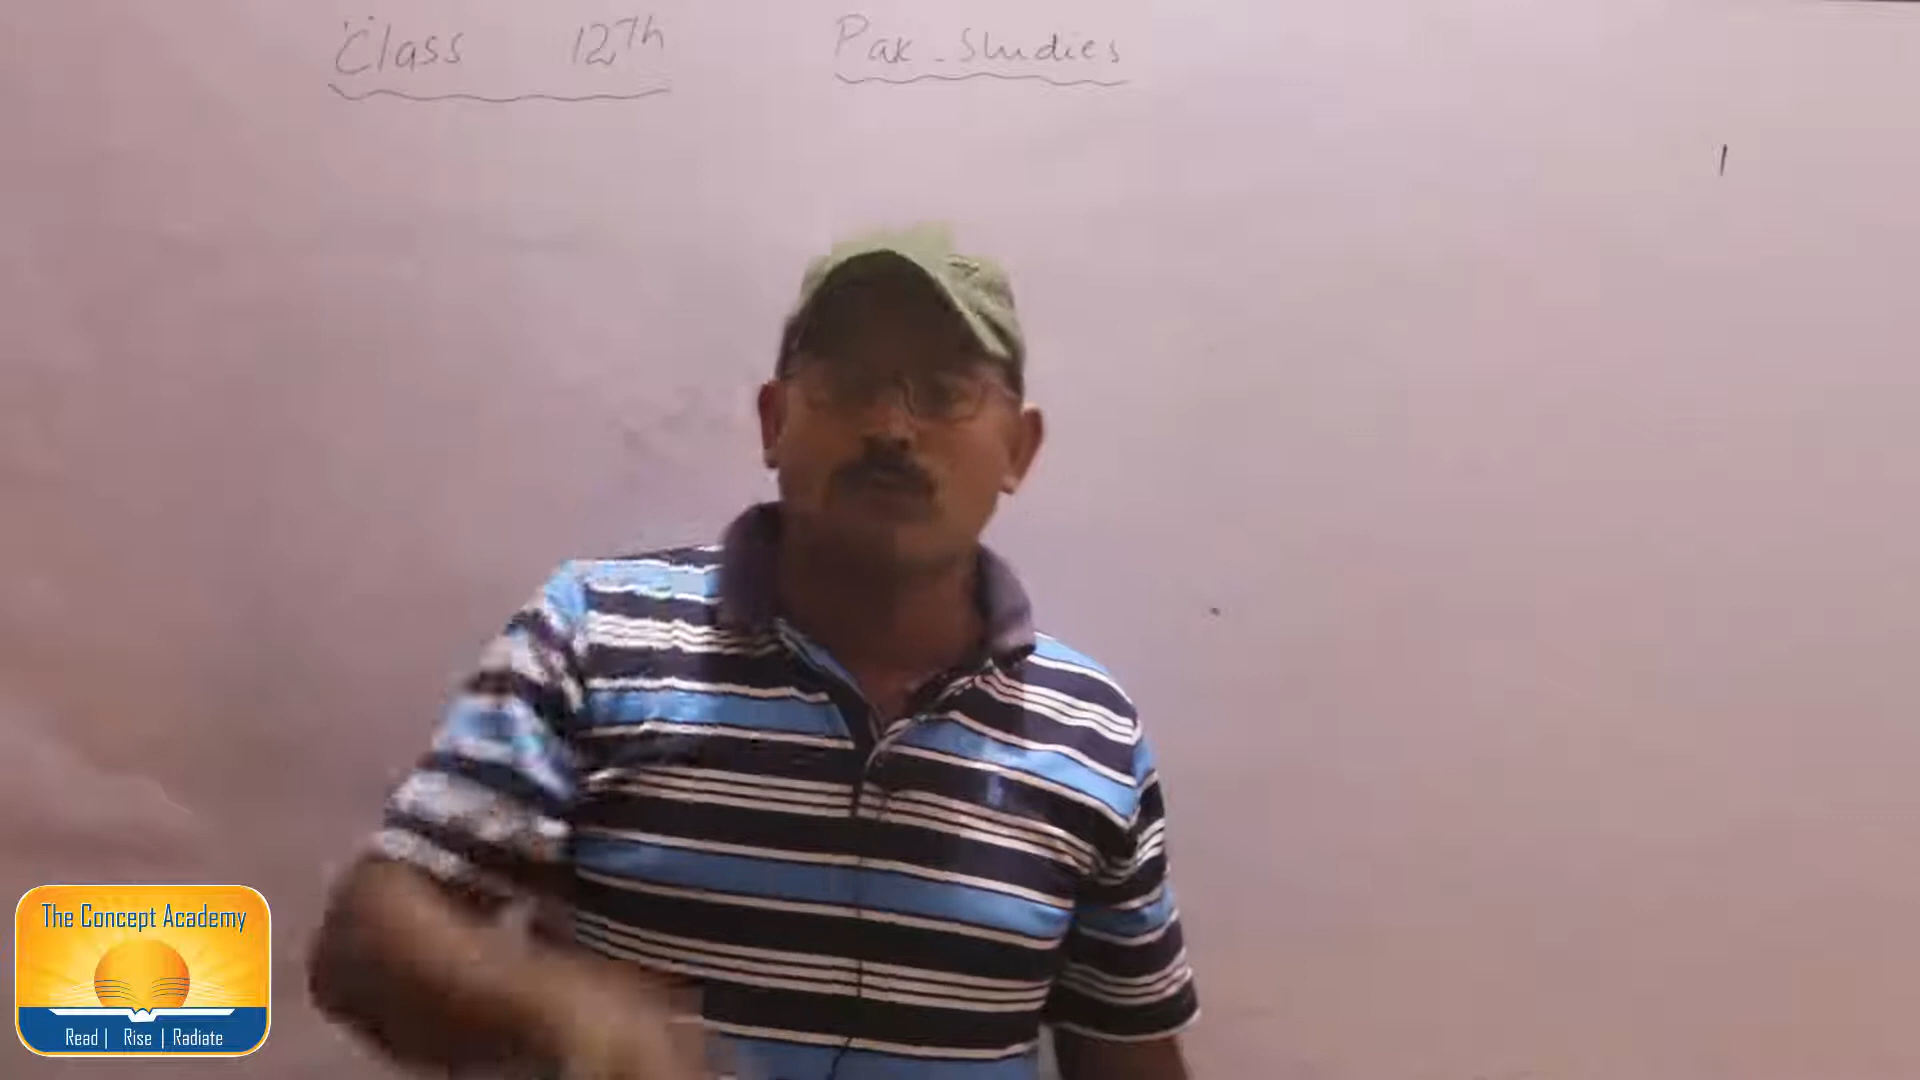 Class 12th Pak-Studies
The Concept Academy
Read | Rise | Radiate